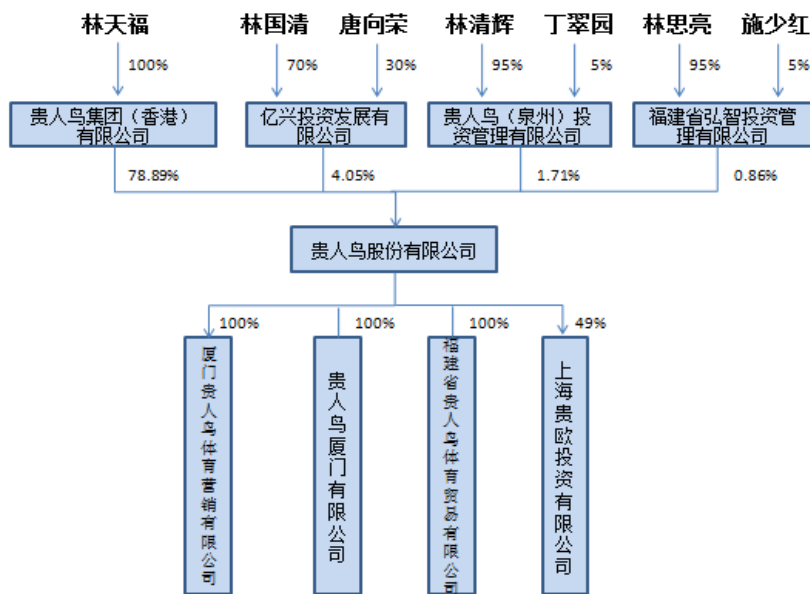 林天福
林国清
唐向荣
林清辉
丁翠园
林思亮
施少红
100%
70%
30%
95%
5%
95%
5%
贵人鸟集团（香港）
有限公司
亿兴投资发展有
限公司
贵人鸟（泉州）投
资管理有限公司
福建省弘智投资管
理有限公司
78.89%
4.05%
1.71%
0.86%
贵人鸟股份有限公司
100%
100%
100%
49%
厦门贵人鸟体育营销有限公司
贵人鸟厦门有限公司
福建省贵人鸟体育贸易有限公司
上海贵欧投资有限公司